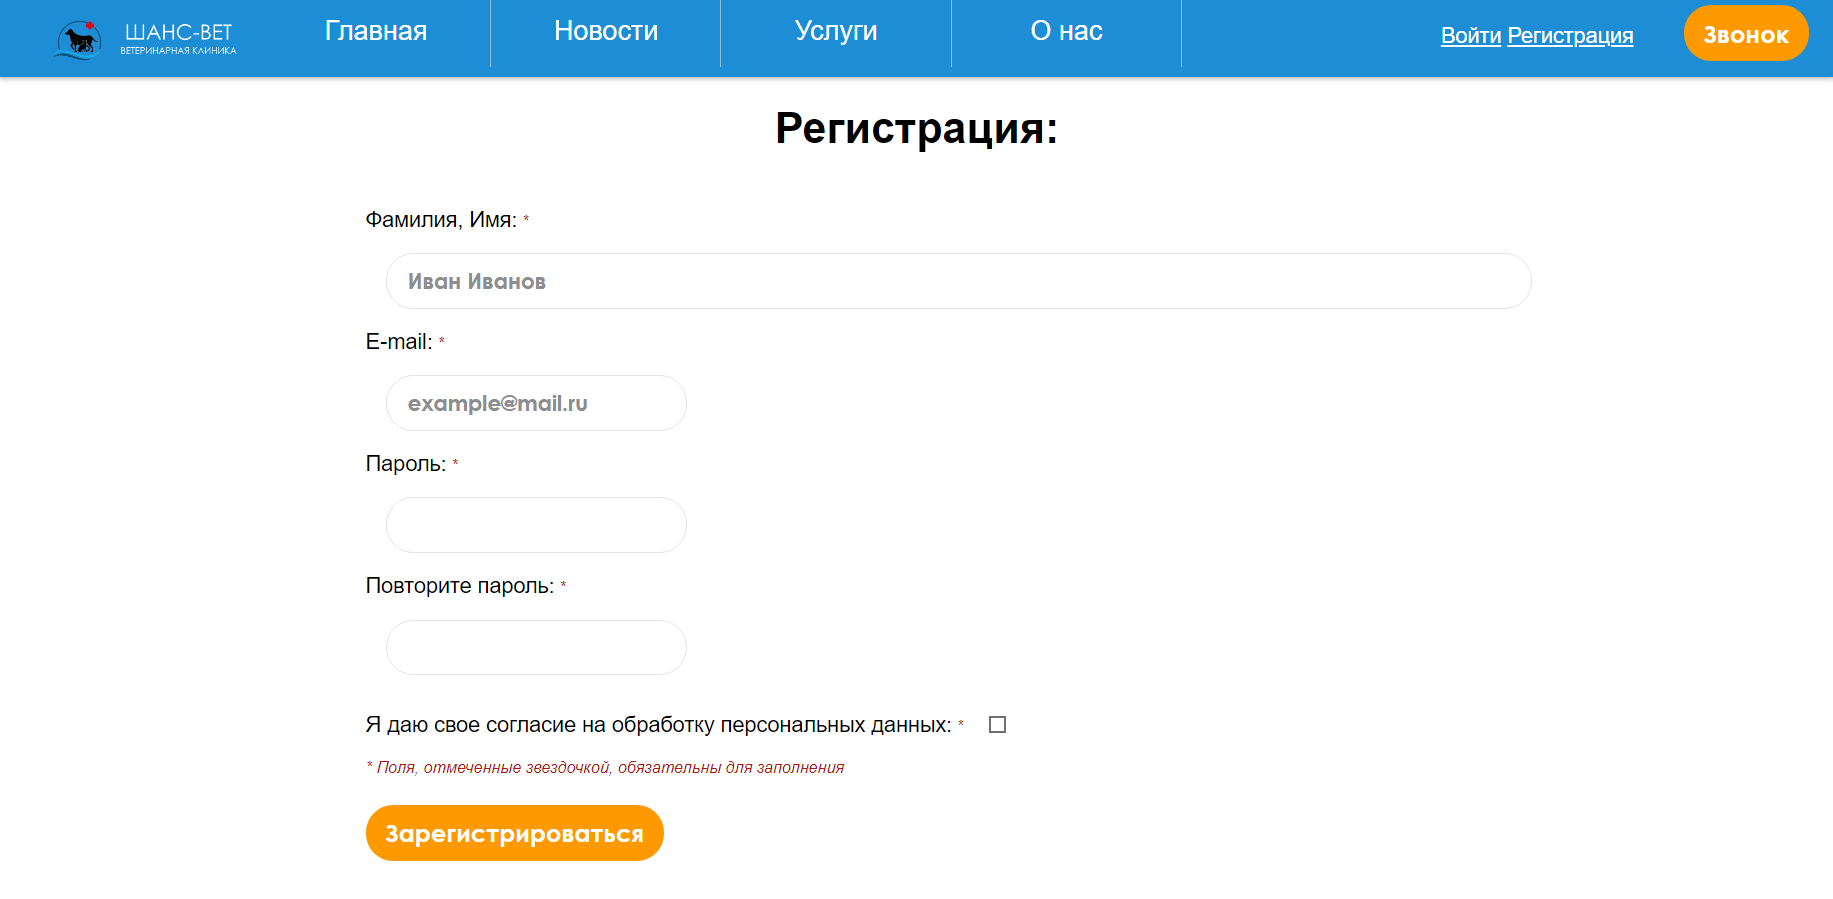 ШАНС-ВЕТ
ВЕТЕРИНАРНАЯ КЛИНИКА
Главная
Новости
Услуги
О нас
Войти Регистрация
Звонок
Регистрация:
Фамилия, Имя: *
Иван Иванов
E-mail: *
example@mail.ru
Пароль: *
Повторите пароль: *
Я даю свое согласие на обработку персональных данных: *
* Поля, отмеченные звездочкой, обязательны для заполнения
Зарегистрироваться